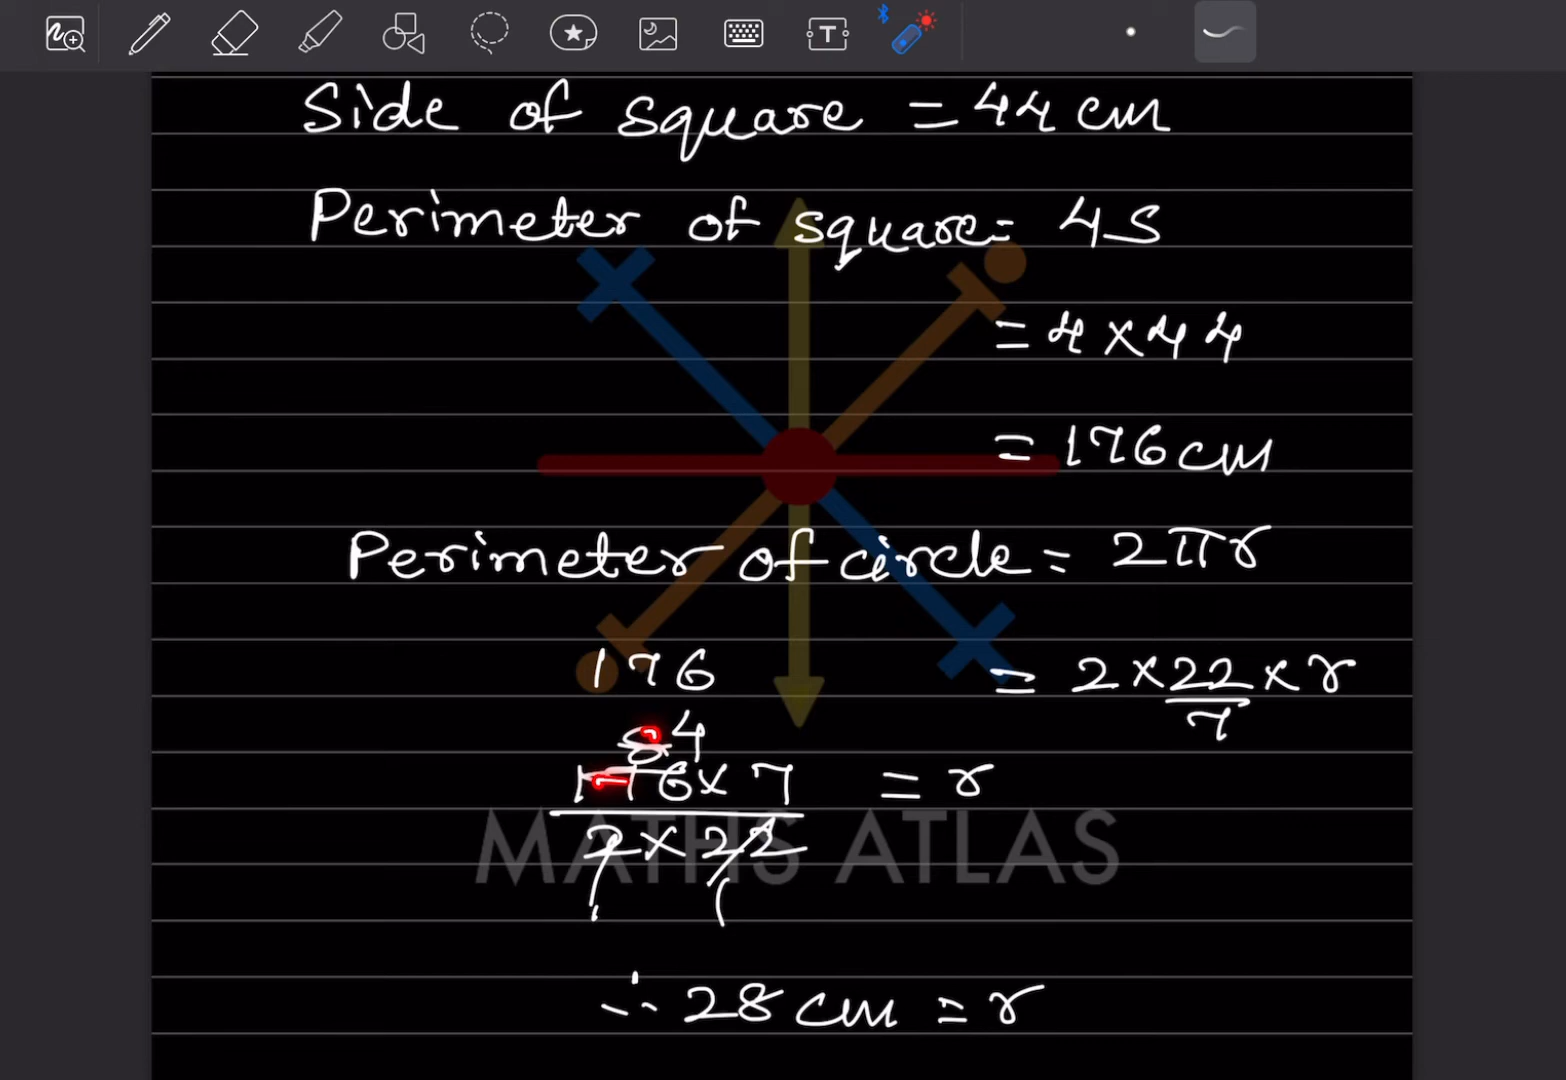 Side of square = 44 cm
Perimeter of square = 4S
= 4 × 44
= 176 cm
Perimeter of circle = 2πr
176 = 2 × 22/7 × r
8 4
176 × 7 / 2 × 22 = r
1 1
MATHS ATLAS
∴ 28 cm = r